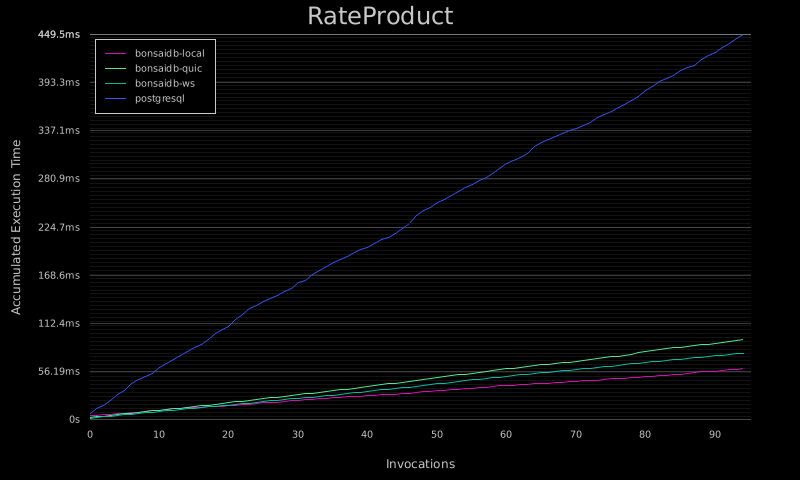 RateProduct
449.5ms
393.3ms
337.1ms
280.9ms
224.7ms
168.6ms
112.4ms
56.19ms
0s
Accumulated Execution Time
bonsaidb-local
bonsaidb-quic
bonsaidb-ws
postgresql
0 10 20 30 40 50 60 70 80 90
Invocations